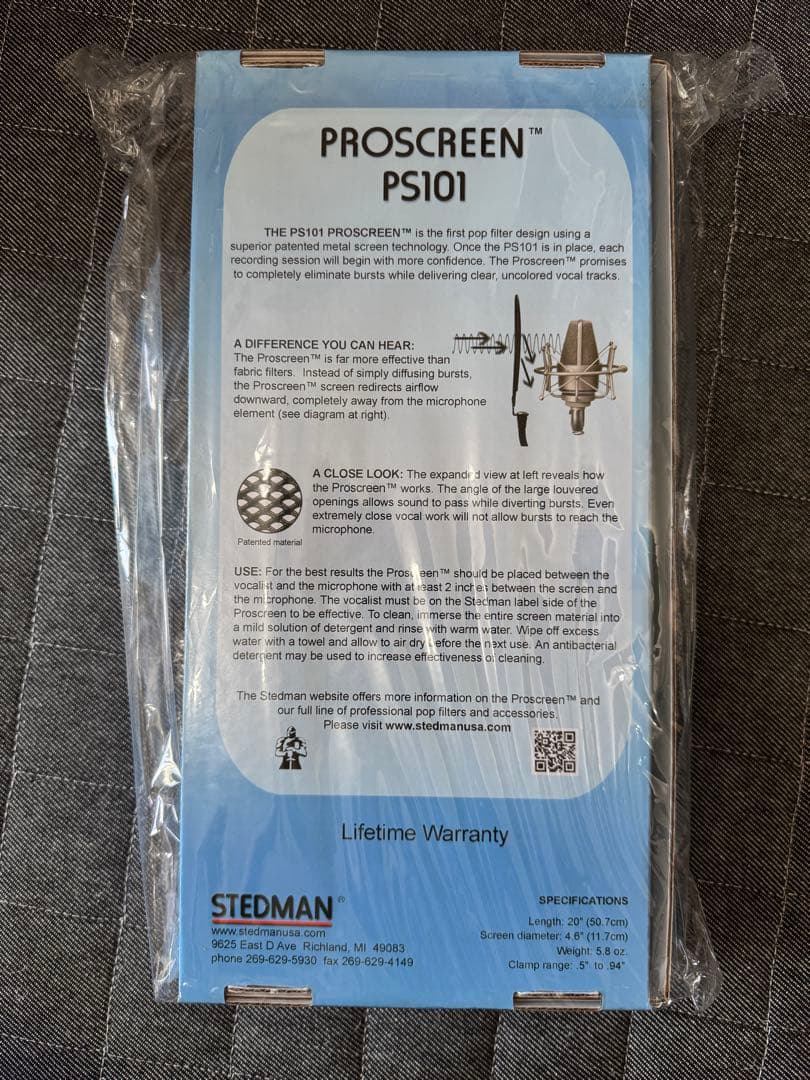 PROSCREEN™
PS101
THE PS101 PROSCREEN™ is the first pop filter design using a
superior patented metal screen technology. Once the PS101 is in place, each
recording session will begin with more confidence. The Proscreen™ promises
to completely eliminate bursts while delivering clear, uncolored vocal tracks.
A DIFFERENCE YOU CAN HEAR:
The Proscreen™ is far more effective than
fabric filters. Instead of simply diffusing bursts,
the Proscreen™ screen redirects airflow
downward, completely away from the microphone
element (see diagram at right).
A CLOSE LOOK: The expanded view at left reveals how
the Proscreen™ works. The angle of the large louvered
openings allows sound to pass while diverting bursts. Even
extremely close vocal work will not allow bursts to reach the
microphone.
Patented material
USE: For the best results the Proscreen™ should be placed between the
vocalist and the microphone with at least 2 inches between the screen and
the microphone. The vocalist must be on the Stedman label side of the
Proscreen to be effective. To clean, immerse the entire screen material into
a mild solution of detergent and rinse with warm water. Wipe off excess
water with a towel and allow to air dry before the next use. An antibacterial
detergent may be used to increase effectiveness of cleaning.
The Stedman website offers more information on the Proscreen™ and
our full line of professional pop filters and accessories.
Please visit www.stedmanusa.com
Lifetime Warranty
STEDMAN®
www.stedmanusa.com
9625 East D Ave Richland, MI 49083
phone 269-629-5930 fax 269-629-4149
SPECIFICATIONS
Length: 20" (50.7cm)
Screen diameter: 4.6" (11.7cm)
Weight: 5.8 oz.
Clamp range: .5" to .94"